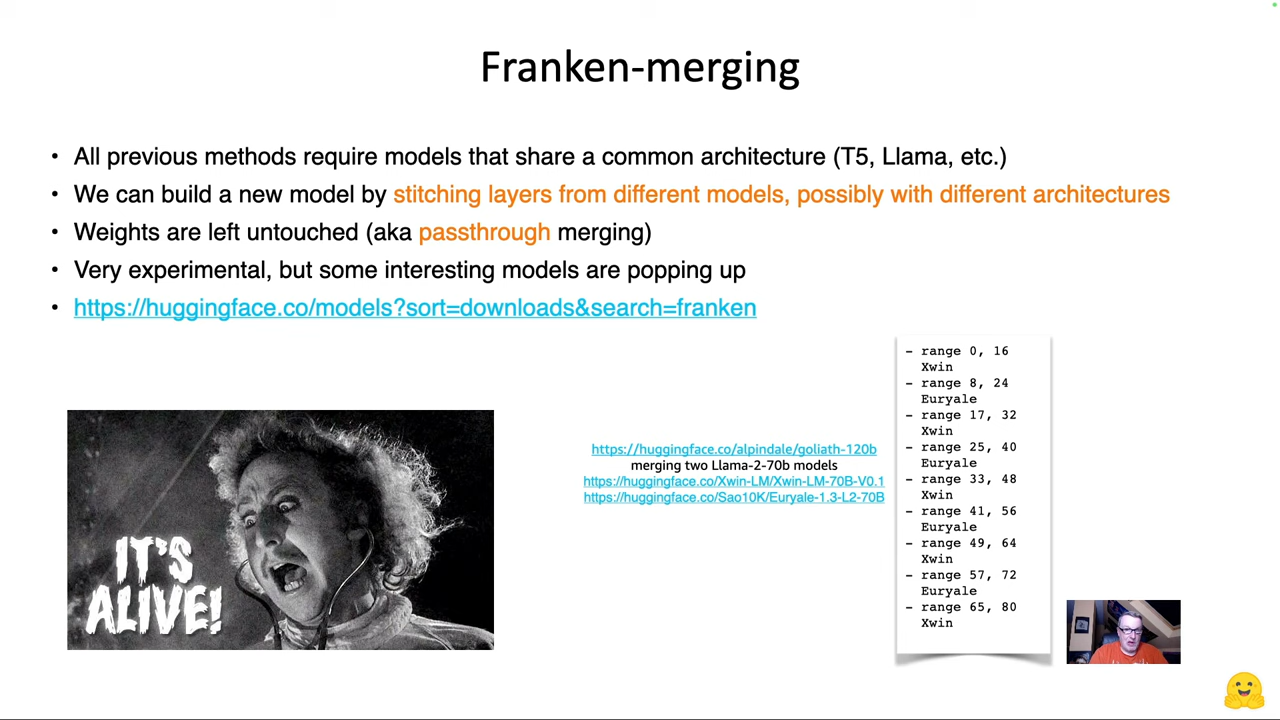 Franken-merging
• All previous methods require models that share a common architecture (T5, Llama, etc.)
• We can build a new model by stitching layers from different models, possibly with different architectures
• Weights are left untouched (aka passthrough merging)
• Very experimental, but some interesting models are popping up
• https://huggingface.co/models?sort=downloads&search=franken
IT'S
ALIVE!
https://huggingface.co/alpindale/goliath-120b
merging two Llama-2-70b models
https://huggingface.co/Xwin-LM/Xwin-LM-70B-V0.1
https://huggingface.co/Sao10K/Euryale-1.3-L2-70B
- range 0, 16
Xwin
- range 8, 24
Euryale
- range 17, 32
Xwin
- range 25, 40
Euryale
- range 33, 48
Xwin
- range 41, 56
Euryale
- range 49, 64
Xwin
- range 57, 72
Euryale
- range 65, 80
Xwin